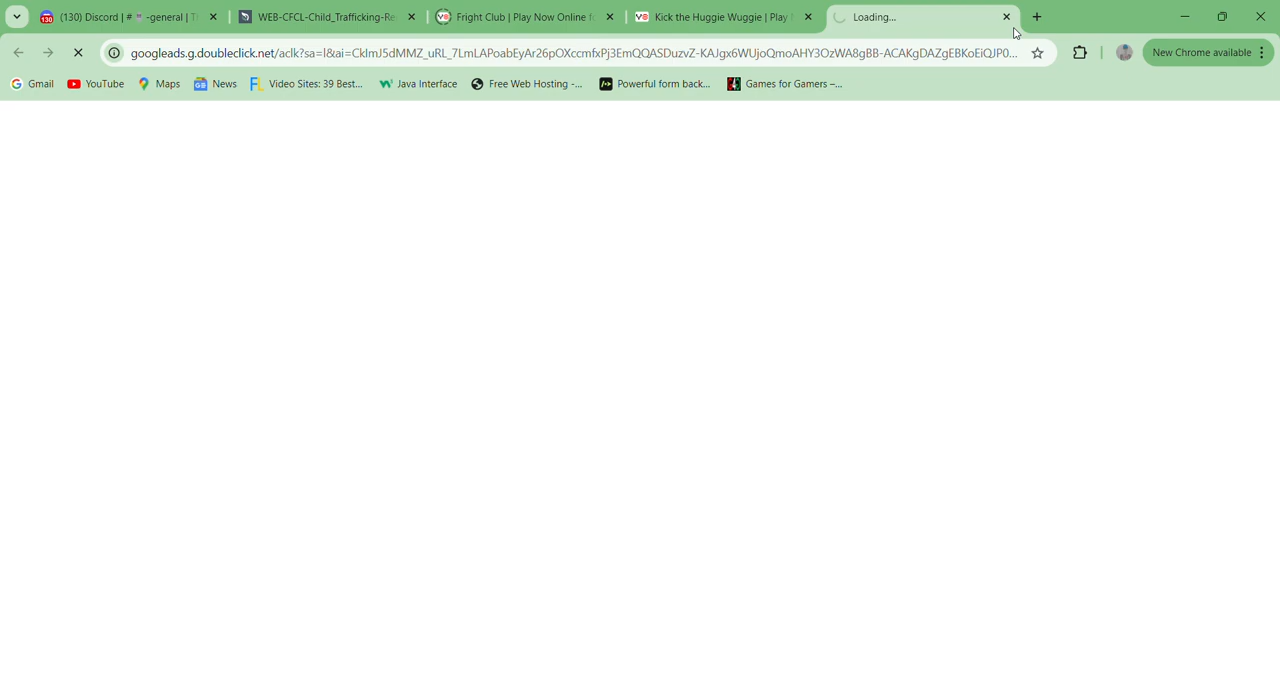 130
(130) Discord | #
-general | T
WEB-CFCL-Child_Trafficking-Re
Fright Club | Play Now Online f
Kick the Huggie Wuggie | Play
Loading...
googleads.g.doubleclick.net/aclk?sa=l&ai=CkImJ5dMMZ_uRL_7LmLAPoabEyAr26pOXccmfxPj3EmQQASDuzvZ-KAJgx6WUjoQmoAHY3OzWA8gBB-ACAKgDAZgEBKoEiQJP0...
New Chrome available
Gmail
YouTube
Maps
News
Video Sites: 39 Best...
Java Interface
Free Web Hosting -...
Powerful form back...
Games for Gamers –...